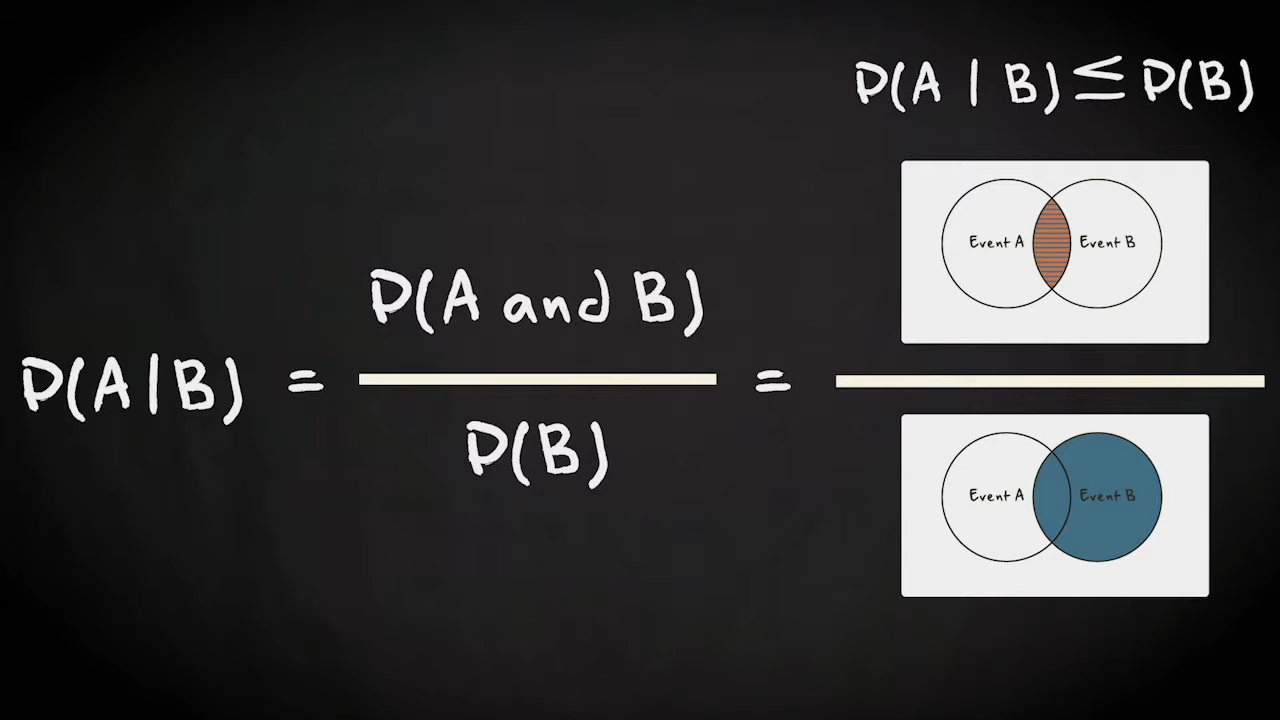 P(A | B) ≤ P(B)
Event A Event B
P(A and B)
P(A|B) = =
P(B)
Event A Event B